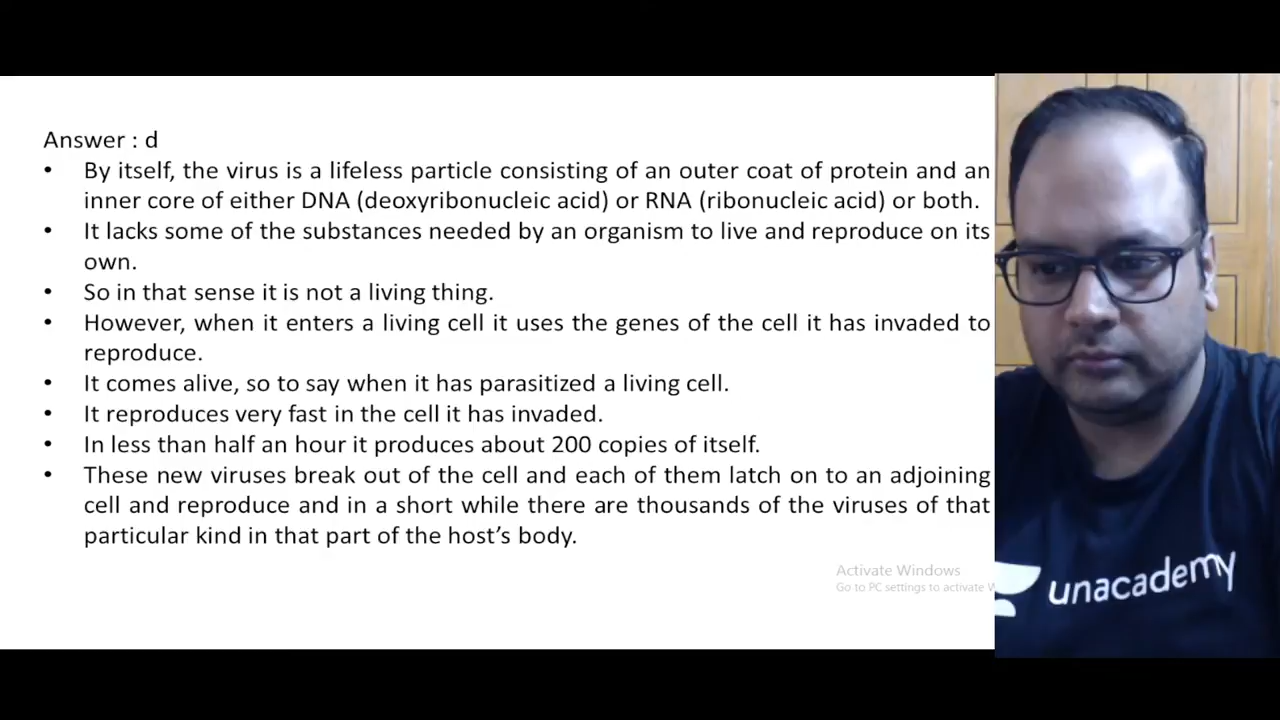 Answer : d
• By itself, the virus is a lifeless particle consisting of an outer coat of protein and an
inner core of either DNA (deoxyribonucleic acid) or RNA (ribonucleic acid) or both.
• It lacks some of the substances needed by an organism to live and reproduce on its
own.
• So in that sense it is not a living thing.
• However, when it enters a living cell it uses the genes of the cell it has invaded to
reproduce.
• It comes alive, so to say when it has parasitized a living cell.
• It reproduces very fast in the cell it has invaded.
• In less than half an hour it produces about 200 copies of itself.
• These new viruses break out of the cell and each of them latch on to an adjoining
cell and reproduce and in a short while there are thousands of the viruses of that
particular kind in that part of the host’s body.
Activate Windows
Go to PC settings to activate W
unacademy